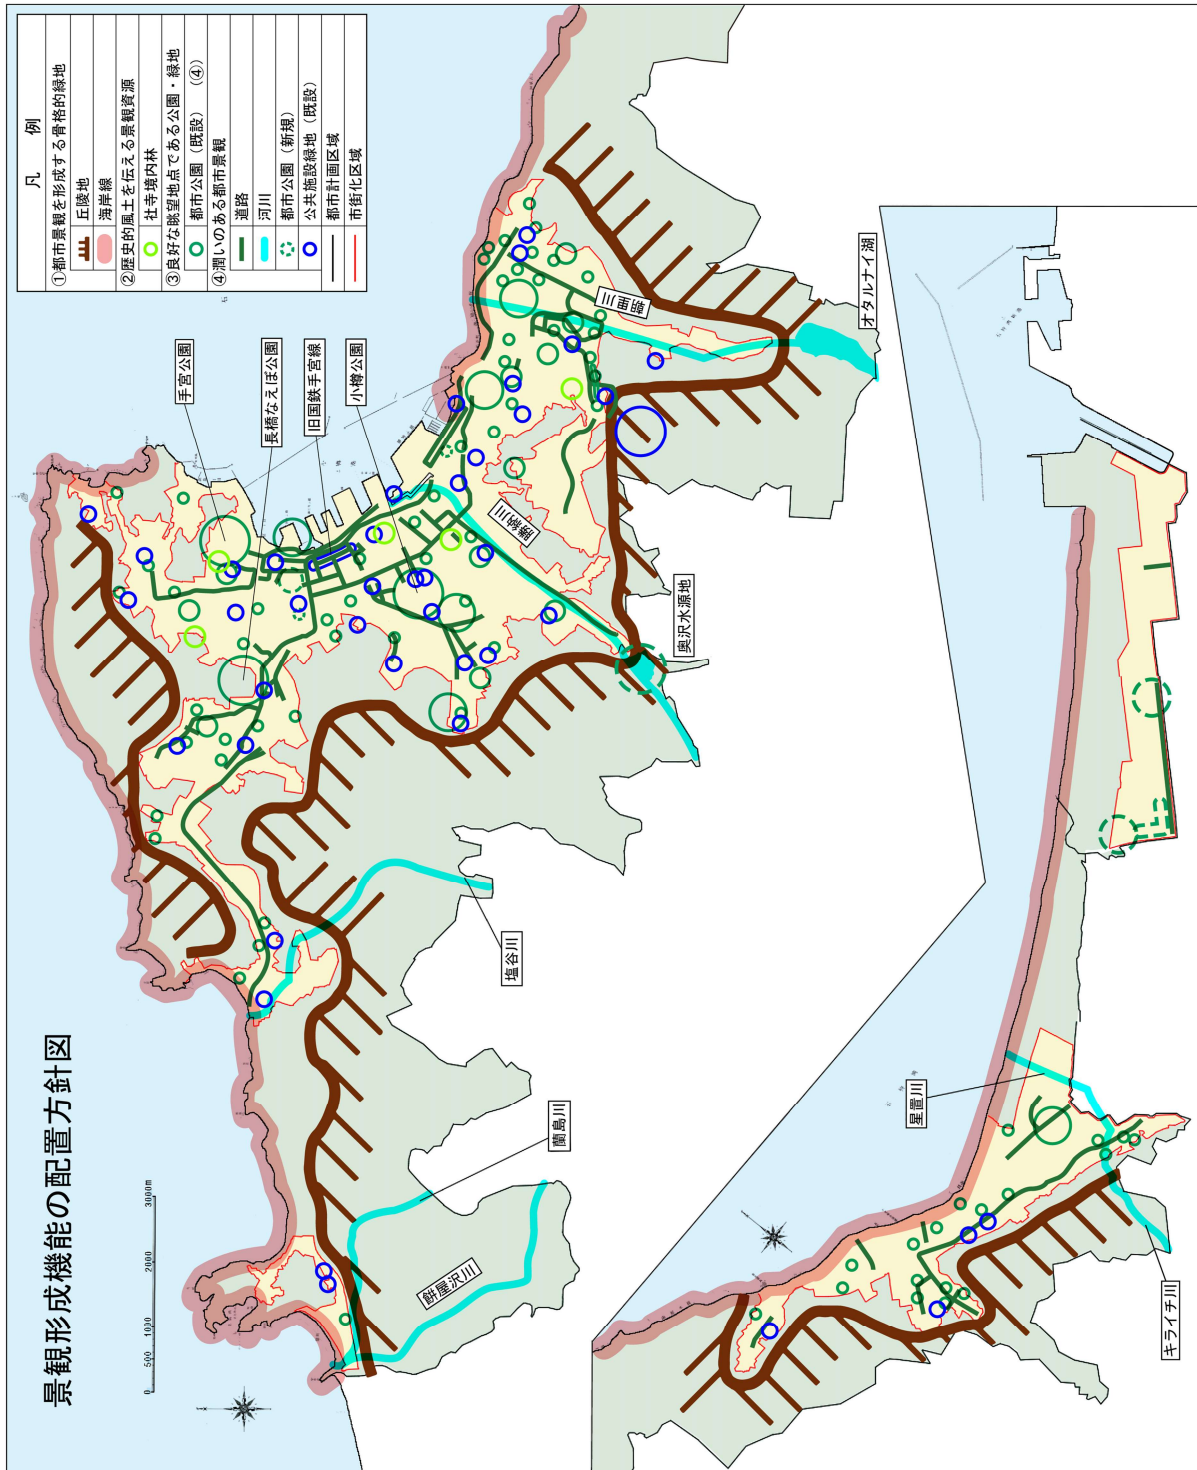 景観形成機能の配置方針図
0 500 1000 2000 3000m
凡 例
①都市景観を形成する骨格的緑地
丘陵地
海岸線
②歴史的風土を伝える景観資源
社寺境内林
③良好な眺望地点である公園・緑地
都市公園（既設）（④）
④潤いのある都市景観
道路
河川
都市公園（新規）
公共施設緑地（既設）
都市計画区域
市街化区域
手宮公園
長橋なえぼ公園
旧国鉄手宮線
小樽公園
朝里川
オタルナイ湖
勝納川
奥沢水源地
塩谷川
蘭島川
餅屋沢川
星置川
キライチ川